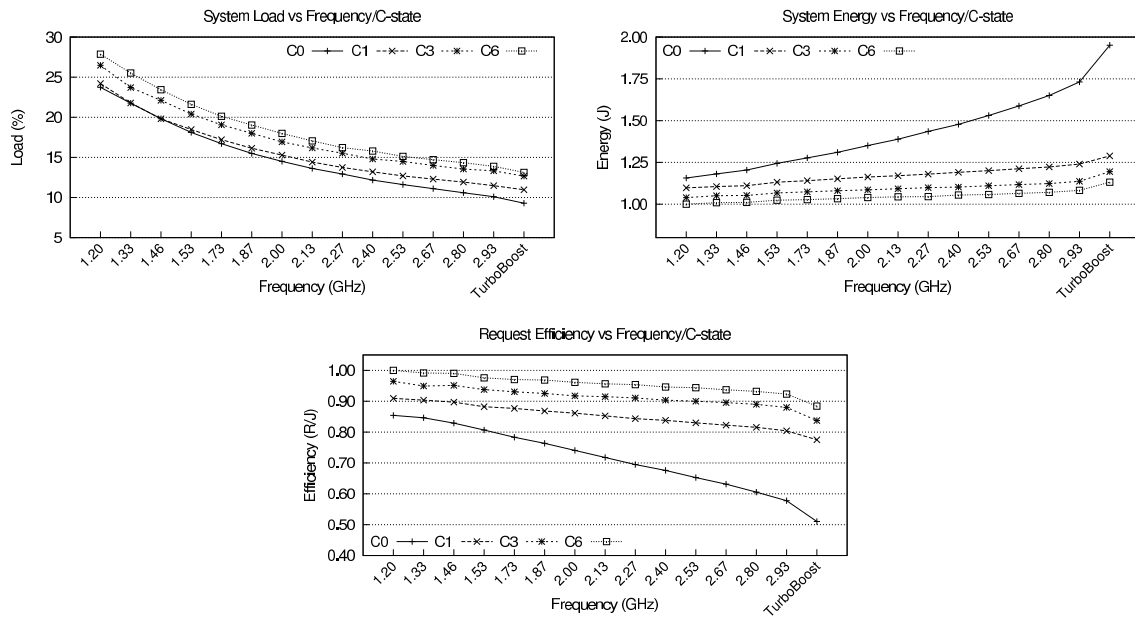 System Load vs Frequency/C-state
30
25
20
15
10
5
Load (%)
C0 C1 C3 C6
1.20 1.33 1.46 1.53 1.73 1.87 2.00 2.13 2.27 2.40 2.53 2.67 2.80 2.93 TurboBoost
Frequency (GHz)
System Energy vs Frequency/C-state
2.00
1.75
1.50
1.25
1.00
Energy (J)
C0 C1 C3 C6
1.20 1.33 1.46 1.53 1.73 1.87 2.00 2.13 2.27 2.40 2.53 2.67 2.80 2.93 TurboBoost
Frequency (GHz)
Request Efficiency vs Frequency/C-state
1.00
0.90
0.80
0.70
0.60
0.50
0.40
Efficiency (R/J)
C0 C1 C3 C6
1.20 1.33 1.46 1.53 1.73 1.87 2.00 2.13 2.27 2.40 2.53 2.67 2.80 2.93 TurboBoost
Frequency (GHz)